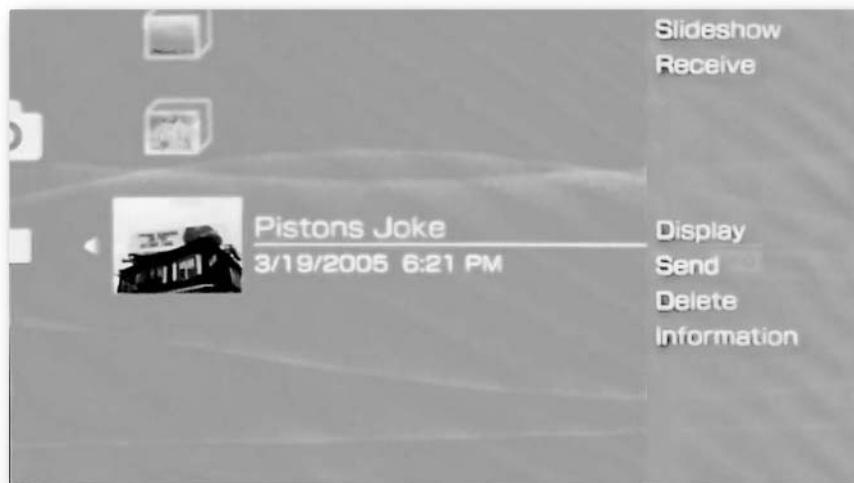 Slideshow
Receive
Pistons Joke
3/19/2005 6:21 PM
Display
Send
Delete
Information